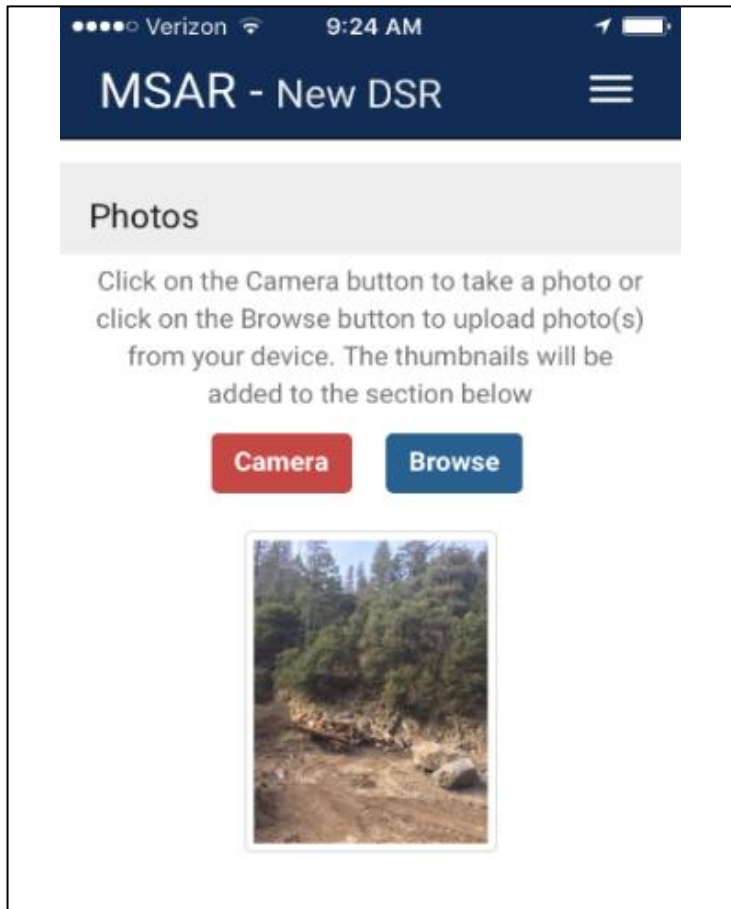 Verizon 9:24 AM
MSAR - New DSR
Photos
Click on the Camera button to take a photo or
click on the Browse button to upload photo(s)
from your device. The thumbnails will be
added to the section below
Camera Browse